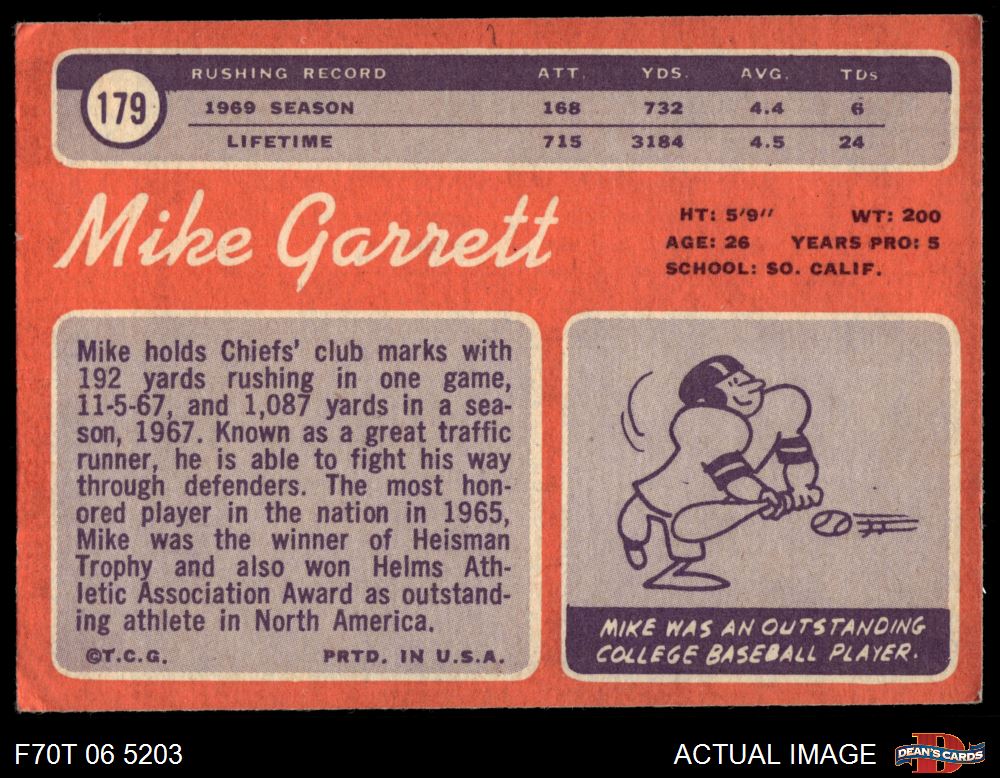 RUSHING RECORD ATT. YDS. AVG. TDs
179
1969 SEASON 168 732 4.4 6
LIFETIME 715 3184 4.5 24
Mike Garrett
HT: 5'9" WT: 200
AGE: 26 YEARS PRO: 5
SCHOOL: SO. CALIF.
Mike holds Chiefs' club marks with
192 yards rushing in one game,
11-5-67, and 1,087 yards in a sea-
son, 1967. Known as a great traffic
runner, he is able to fight his way
through defenders. The most hon-
ored player in the nation in 1965,
Mike was the winner of Heisman
Trophy and also won Helms Ath-
letic Association Award as outstand-
ing athlete in North America.
©T.C.G. PRTD. IN U.S.A.
MIKE WAS AN OUTSTANDING
COLLEGE BASEBALL PLAYER.
F70T 06 5203
ACTUAL IMAGE
DEAN'S CARDS